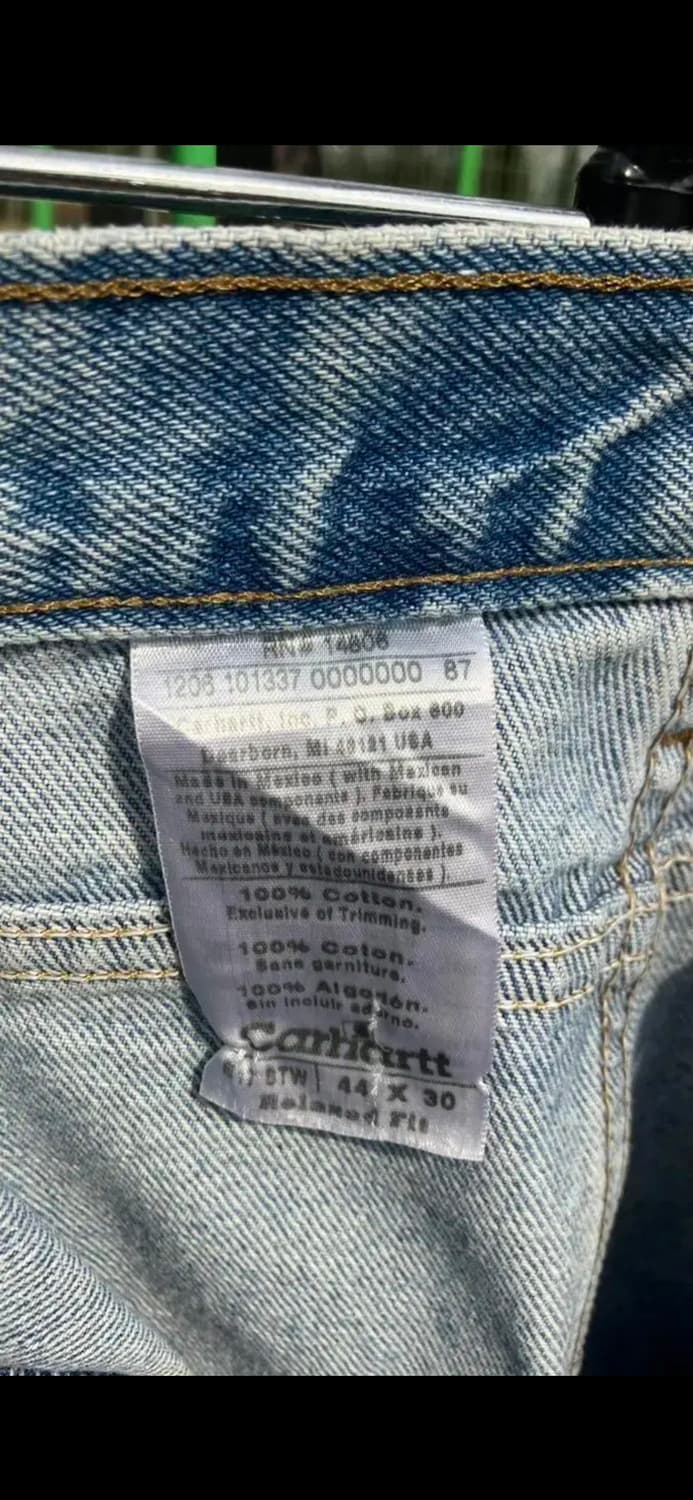 RN# 14806
1206 101337 0000000 87
Carhartt, Inc. P. O. Box 600
Dearborn, MI 48121 USA
Made in Mexico ( with Mexican
and USA components ). Fabriqué au
Mexique ( avec des composants
mexicains et américains ).
Hecho en México ( con componentes
Mexicanos y estadounidenses ).
100% Cotton.
Exclusive of Trimming.
100% Coton.
Sans garniture.
100% Algodón.
Sin incluir adorno.
Carhartt
STW 44 X 30
Relaxed Fit